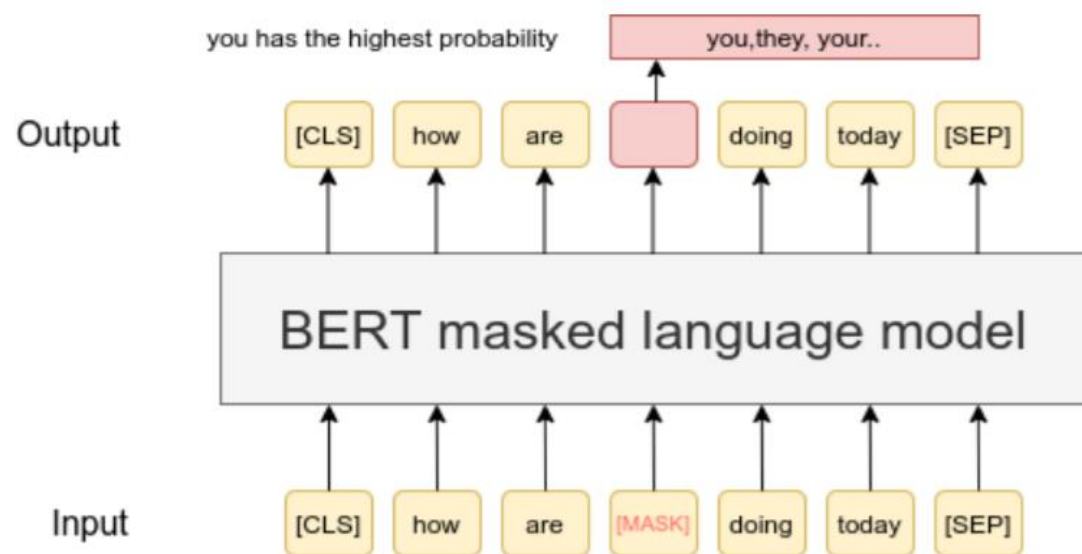 you has the highest probability
you,they, your..
Output
[CLS] how are doing today [SEP]
BERT masked language model
Input
[CLS] how are [MASK] doing today [SEP]